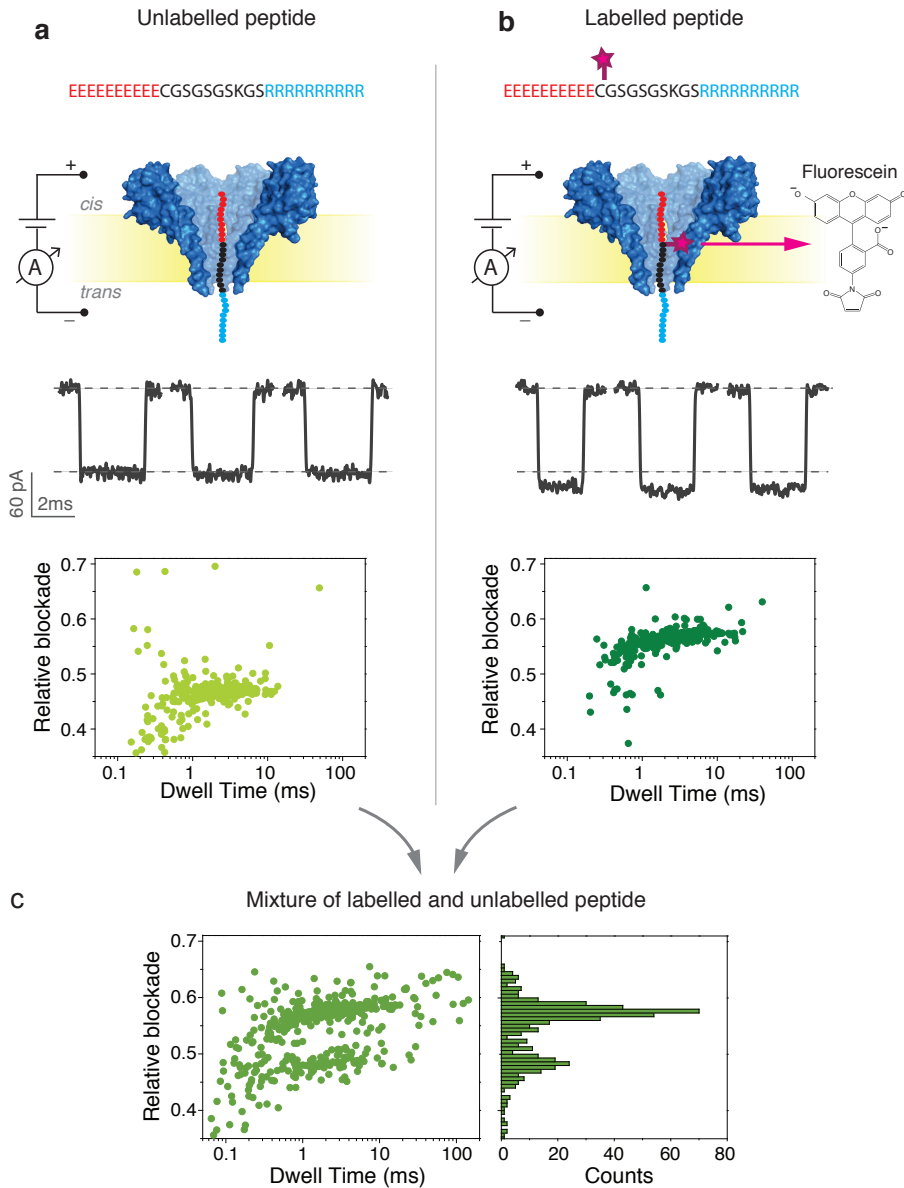 a
Unlabelled peptide
EEEEEEEEEECGSGSGSKGSRRRRRRRRRR
+
cis
A
trans
–
60 pA
2ms
Relative blockade
0.7
0.6
0.5
0.4
0.1
1
10
100
Dwell Time (ms)
b
Labelled peptide
EEEEEEEEEECGSGSGSKGSRRRRRRRRRR
+
A
–
Fluorescein
–O
O
O
O–
O
N
O
O
Relative blockade
0.7
0.6
0.5
0.4
0.1
1
10
100
Dwell Time (ms)
c
Mixture of labelled and unlabelled peptide
Relative blockade
0.7
0.6
0.5
0.4
0.1
1
10
100
Dwell Time (ms)
0
20
40
60
80
Counts